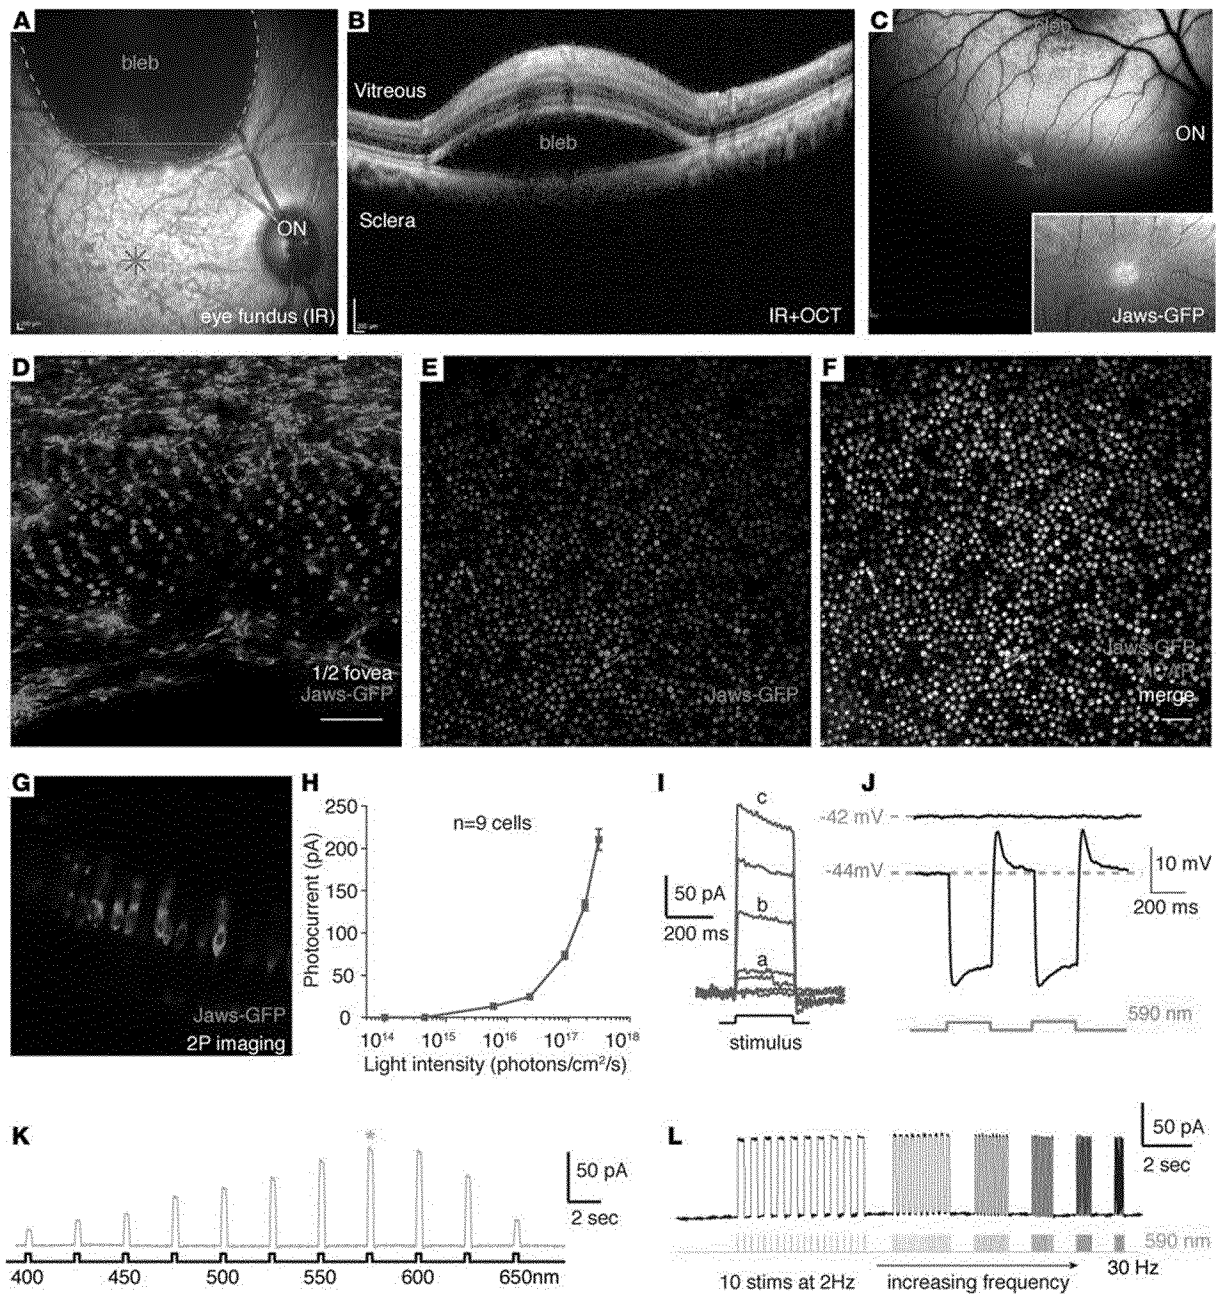 A
bleb
ON
eye fundus (IR)
B
Vitreous
bleb
Sclera
IR+OCT
C
bleb
ON
Jaws-GFP
D
1/2 fovea
Jaws-GFP
E
Jaws-GFP
F
Jaws-GFP
merge
G
Jaws-GFP
2P imaging
H
Photocurrent (pA)
250
200
150
100
50
0
n=9 cells
10¹⁴ 10¹⁵ 10¹⁶ 10¹⁷ 10¹⁸
Light intensity (photons/cm²/s)
I
c
b
a
50 pA
200 ms
stimulus
J
-42 mV
-44mV
10 mV
200 ms
590 nm
K
*
50 pA
2 sec
400 450 500 550 600 650nm
L
50 pA
2 sec
590 nm
10 stims at 2Hz
increasing frequency
30 Hz